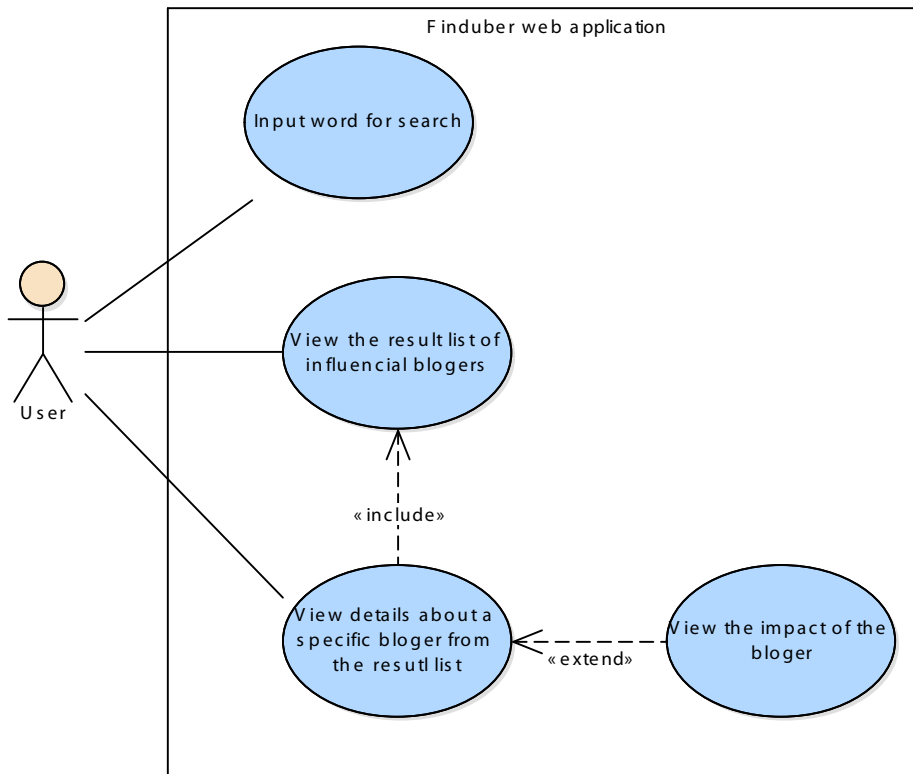 Finduber web application
Input word for search
View the result list of
influencial blogers
User
«include»
View details about a
specific bloger from
the resutl list
«extend»
View the impact of the
bloger